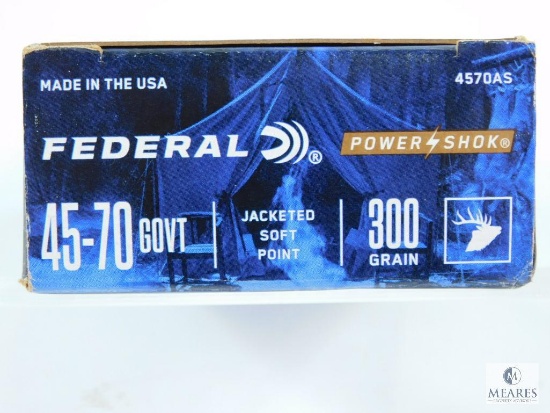 MADE IN THE USA
4570AS
FEDERAL ®
POWER SHOK®
45-70 GOVT
JACKETED
SOFT
POINT
300
GRAIN
MEARES